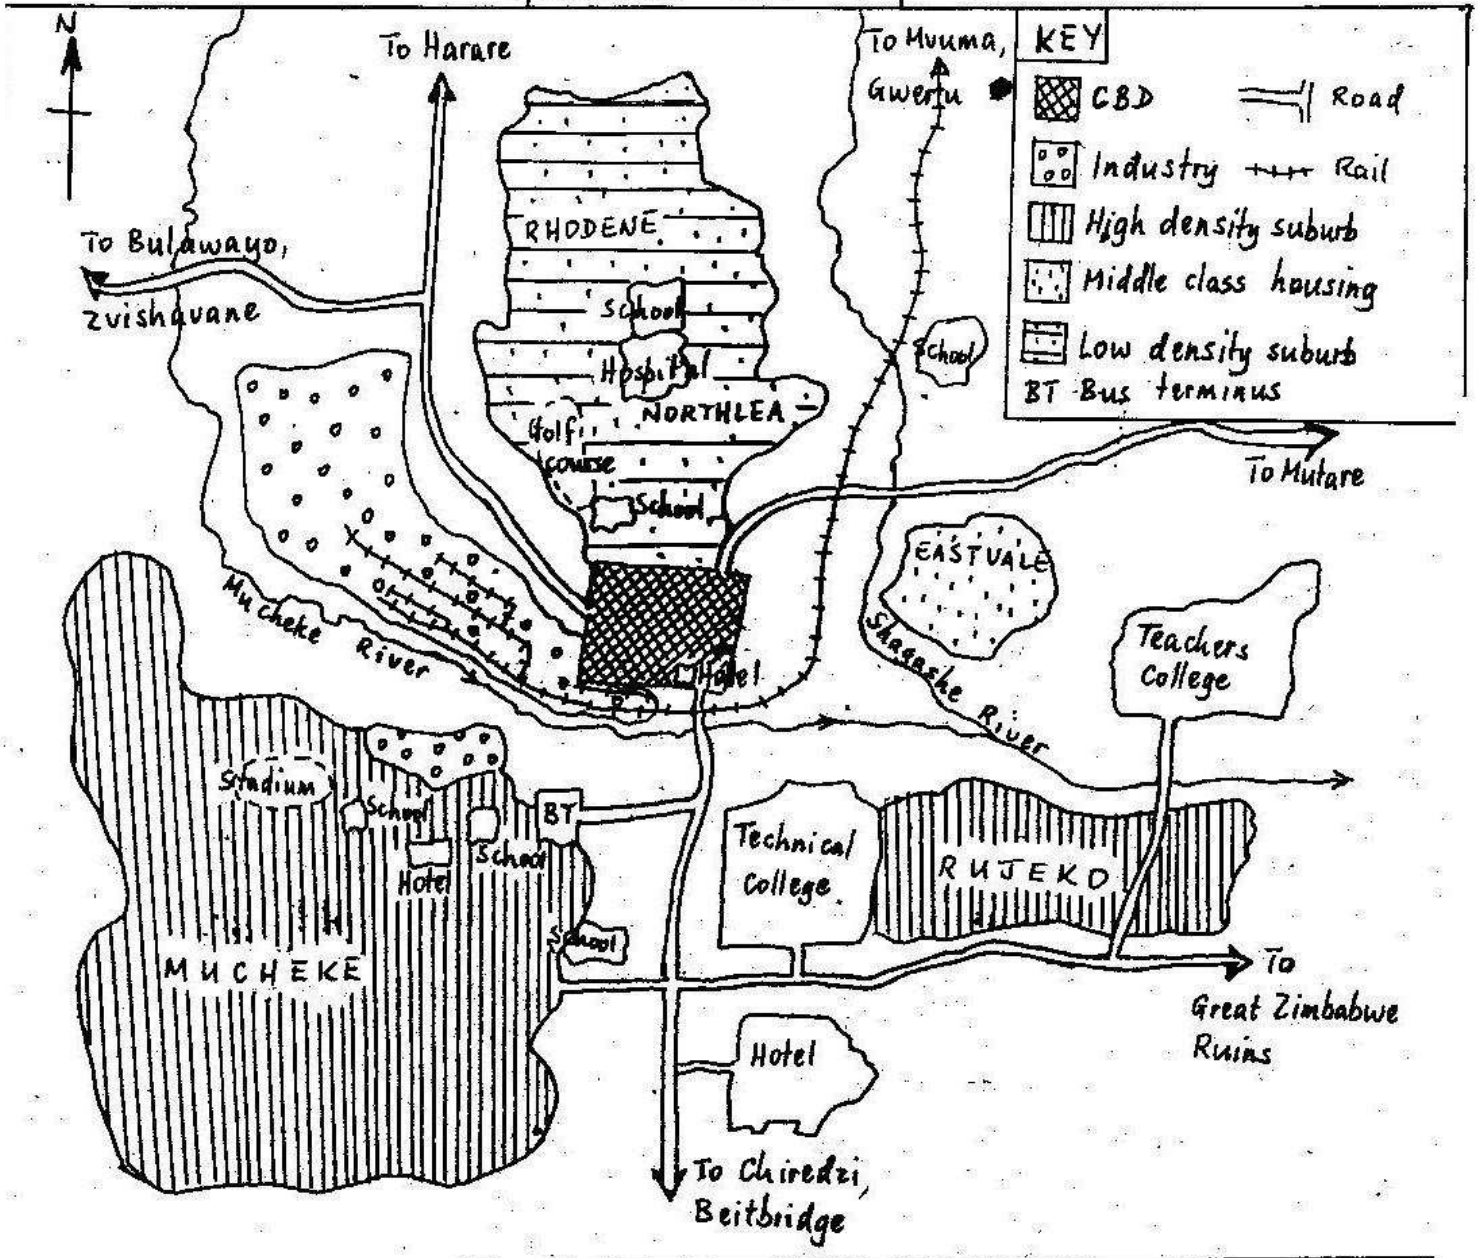 N
To Harare
To Mvuma,
Gweru
KEY
CBD
Road
Industry
Rail
High density suburb
Middle class housing
Low density suburb
BT - Bus terminus
To Bulawayo,
Zvishavane
RHODENE
School
Hospital
School
NORTHLEA
Golf
course
School
To Mutare
EASTVALE
Mucheke River
Shagashe River
Teachers
College
Hotel
Stadium
School
School
BT
Hotel
Technical
College
RUJEKO
School
MUCHEKE
To
Great Zimbabwe
Ruins
Hotel
To Chiredzi,
Beitbridge